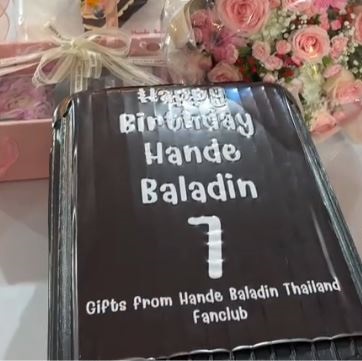 Happy
Birthday
Hande
Baladin
7
Gifts from Hande Baladin Thailand
Fanclub